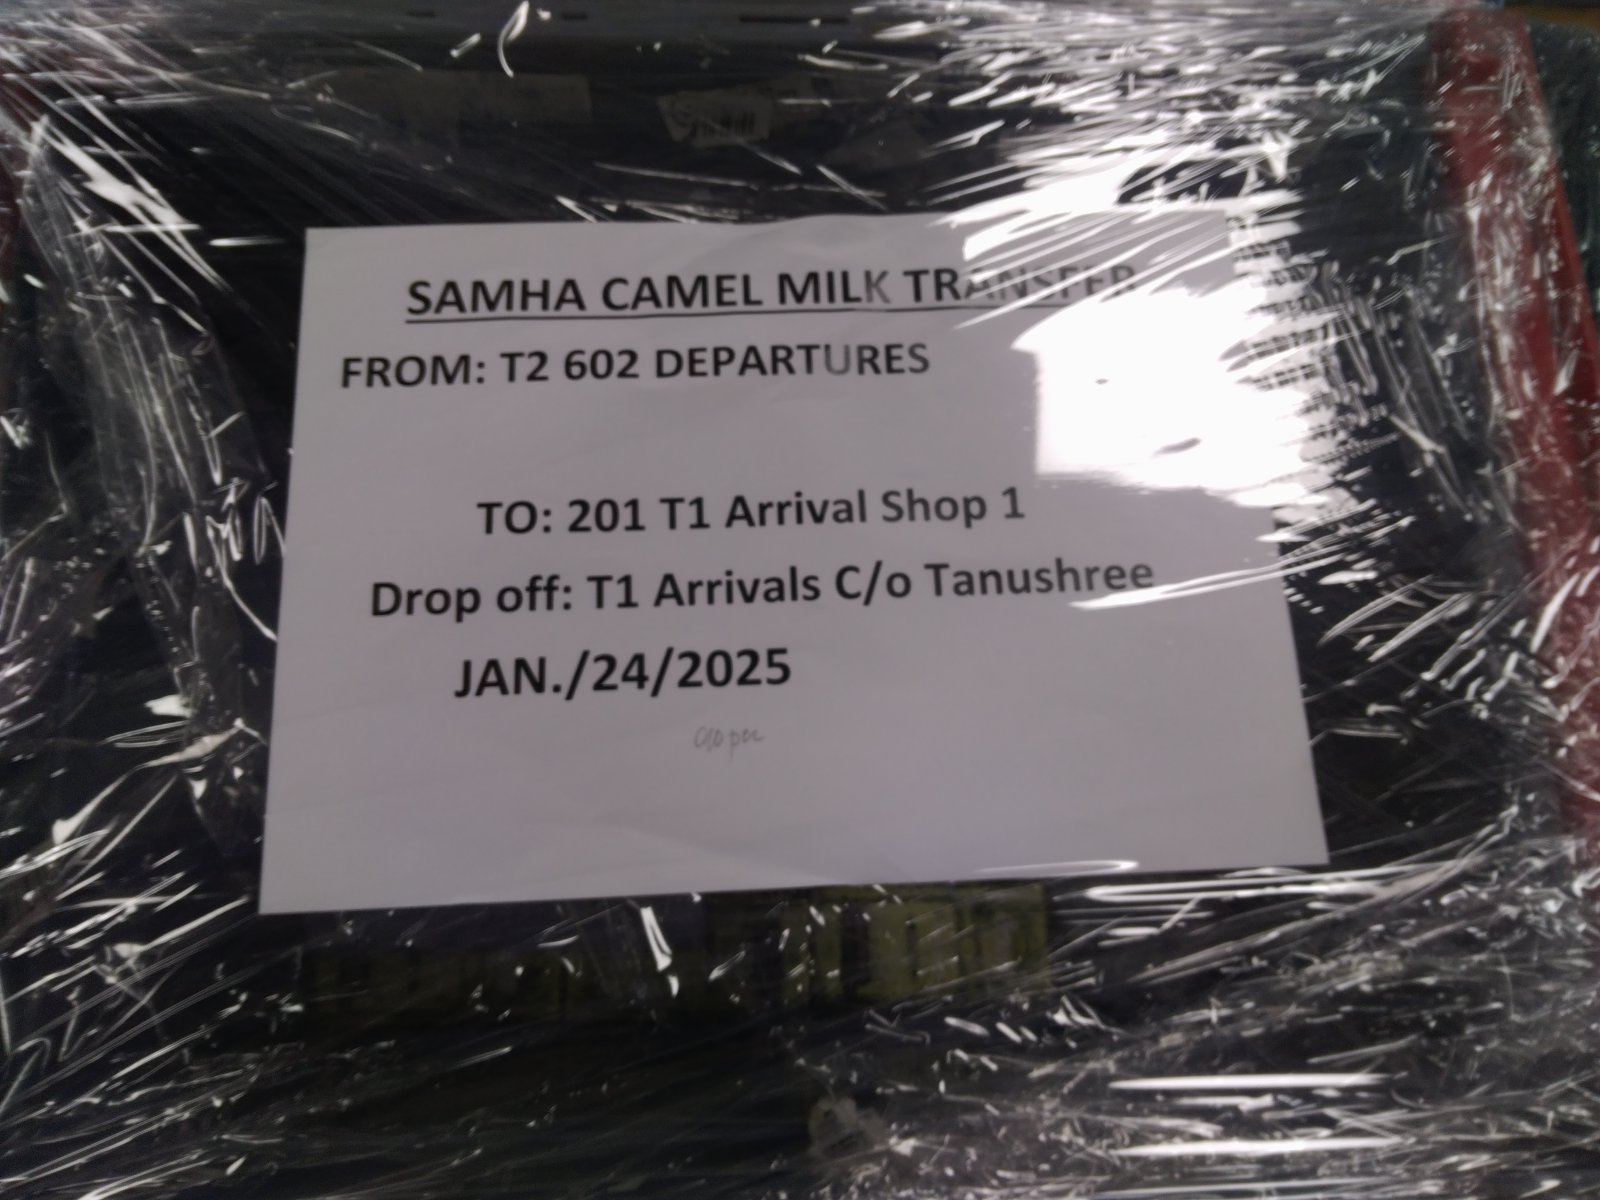 SAMHA CAMEL MILK TRANSFER
FROM: T2 602 DEPARTURES
TO: 201 T1 Arrival Shop 1
Drop off: T1 Arrivals C/o Tanushree
JAN./24/2025